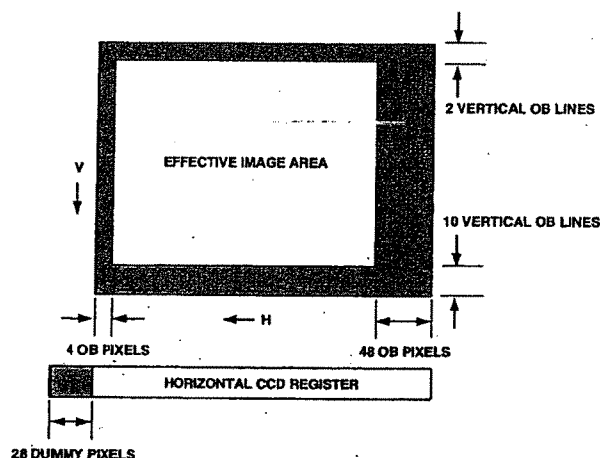 2 VERTICAL OB LINES
V
EFFECTIVE IMAGE AREA
10 VERTICAL OB LINES
H
4 OB PIXELS
48 OB PIXELS
HORIZONTAL CCD REGISTER
28 DUMMY PIXELS